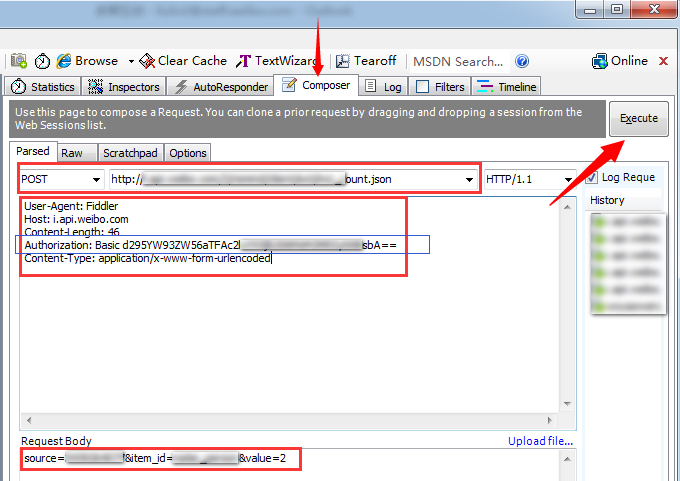 Browse
Clear Cache
TextWizard
Tearoff
MSDN Search...
Online
Statistics
Inspectors
AutoResponder
Composer
Log
Filters
Timeline
Use this page to compose a Request. You can clone a prior request by dragging and dropping a session from the
Web Sessions list.
Execute
Parsed
Raw
Scratchpad
Options
POST
http://
ount.json
HTTP/1.1
Log Reque
User-Agent: Fiddler
Host: i.api.weibo.com
Content-Length: 46
Authorization: Basic d295YW93ZW56aTFAc2 sbA==
Content-Type: application/x-www-form-urlencoded
History
Request Body
Upload file...
source= &item_id= &value=2